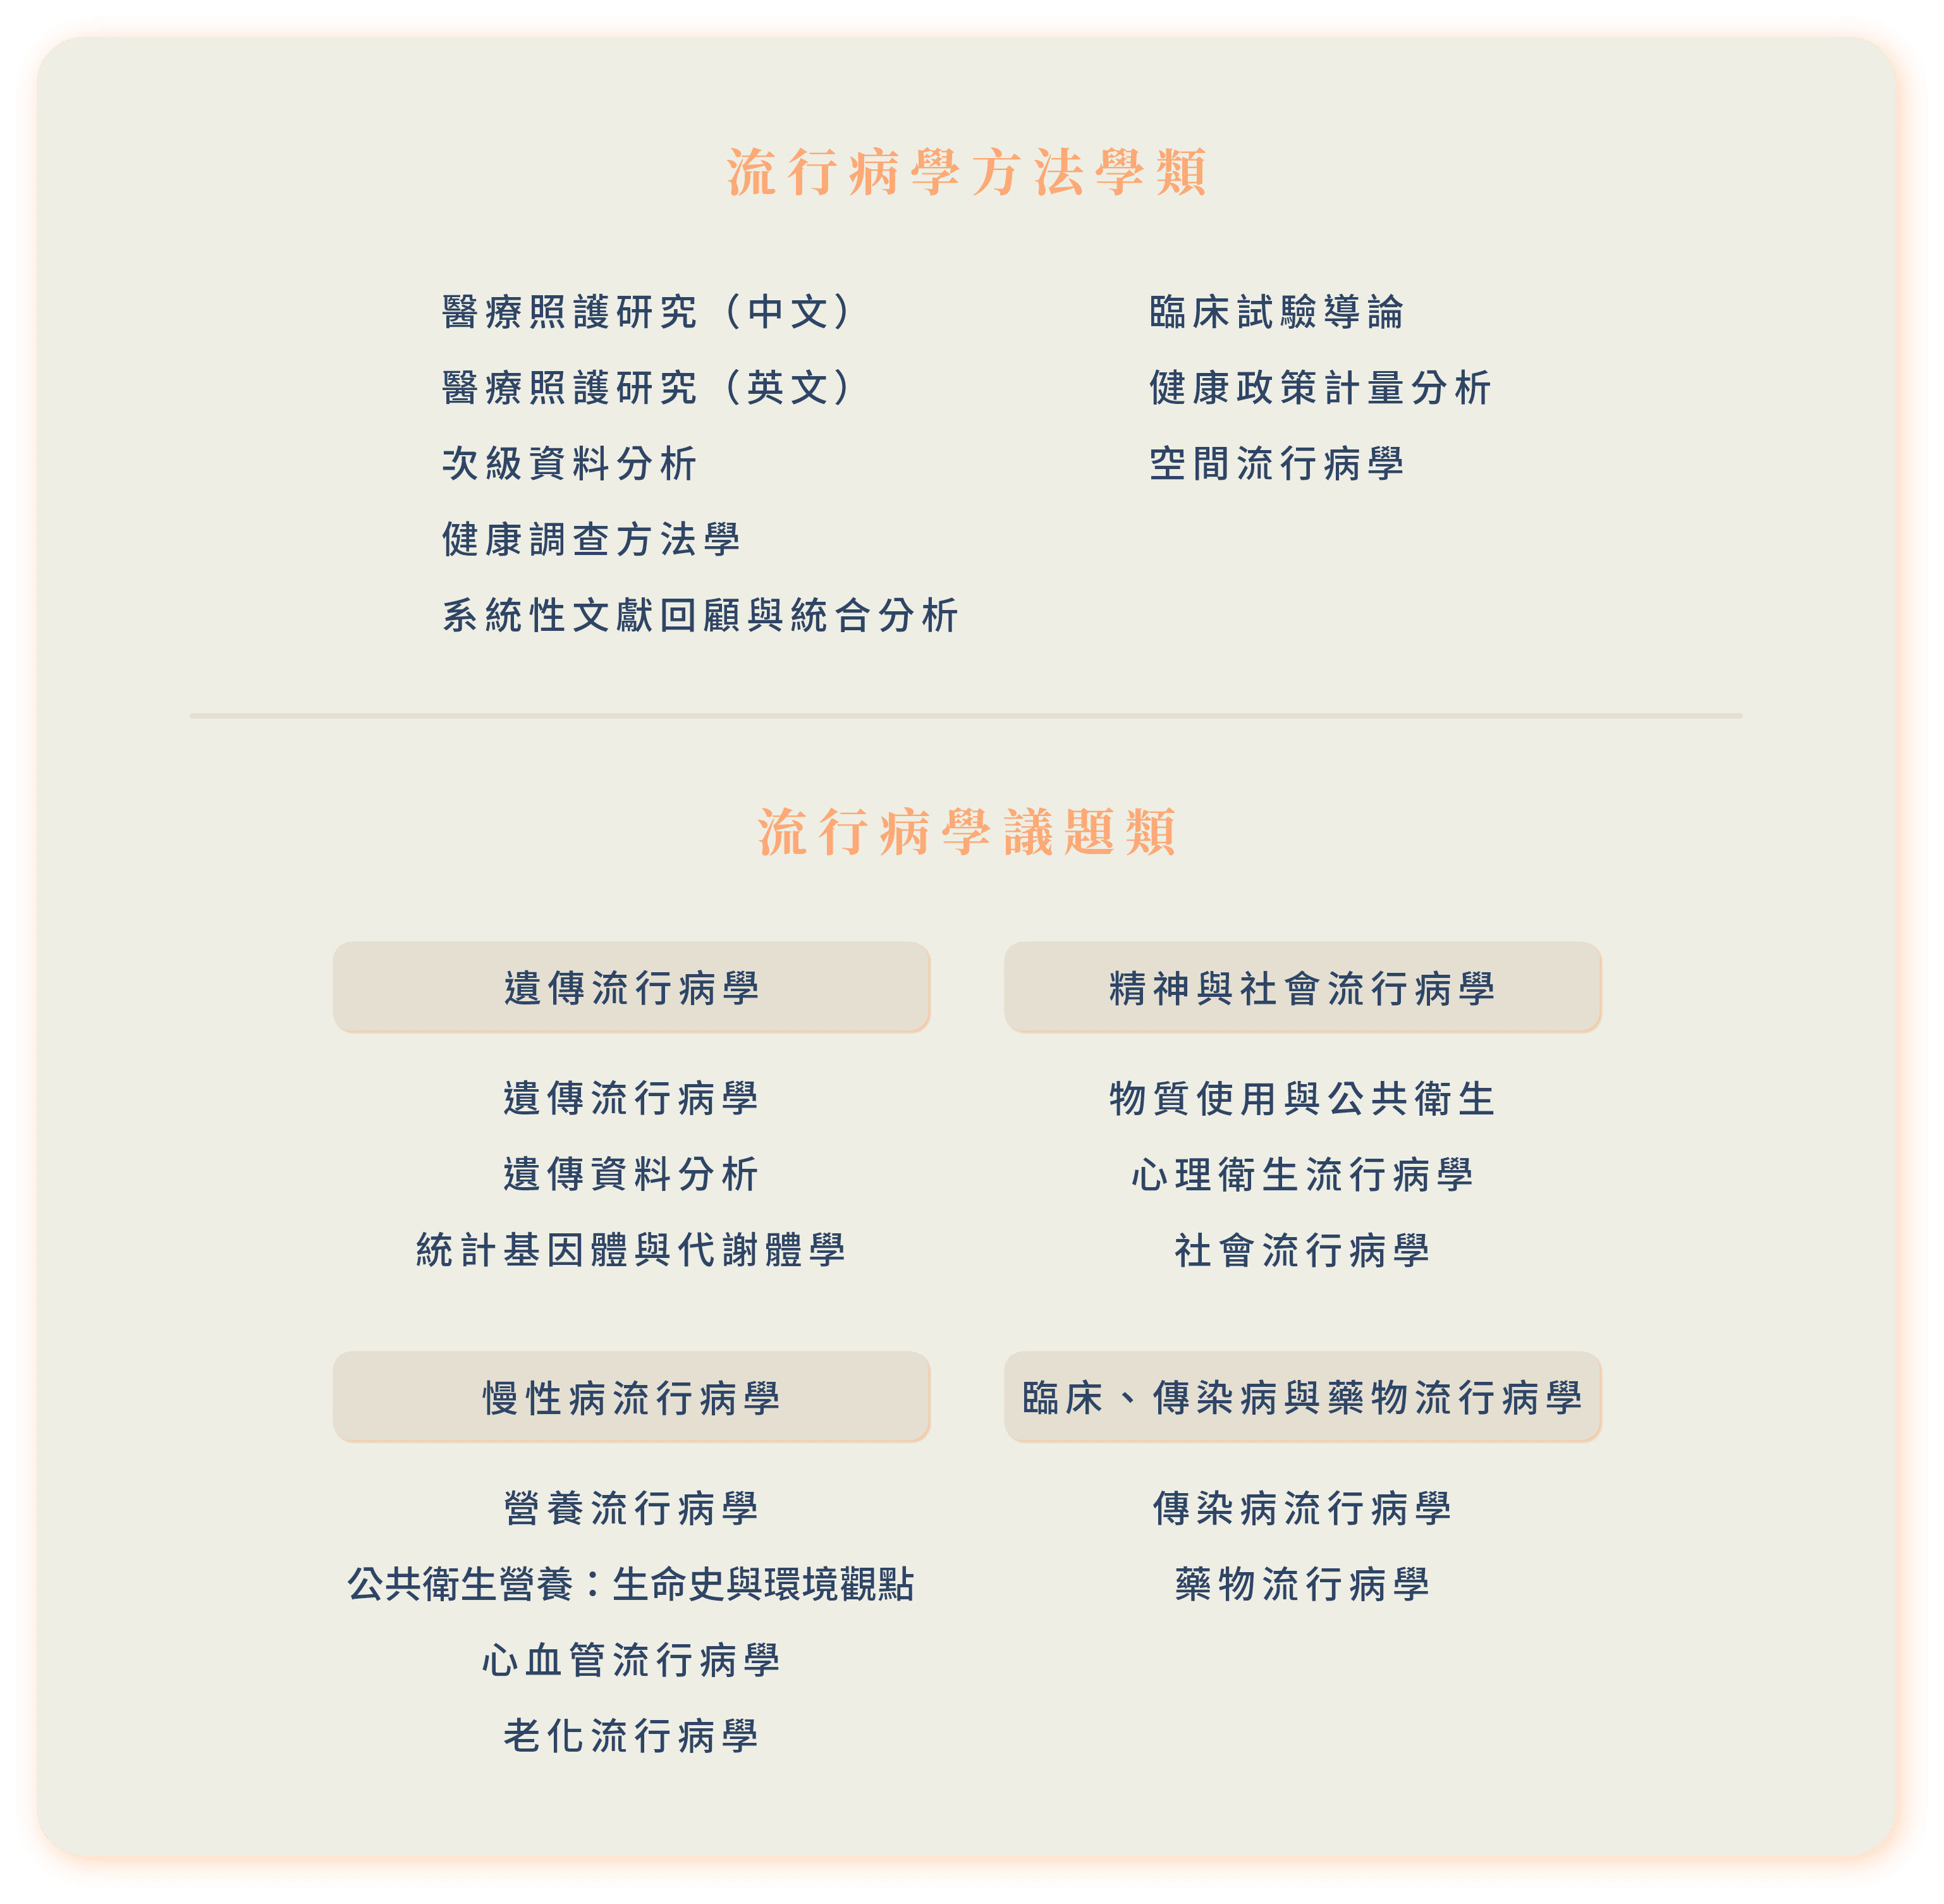 流行病學方法學類
醫療照護研究（中文）
醫療照護研究（英文）
次級資料分析
健康調查方法學
系統性文獻回顧與統合分析
臨床試驗導論
健康政策計量分析
空間流行病學
流行病學議題類
遺傳流行病學
遺傳流行病學
遺傳資料分析
統計基因體與代謝體學
精神與社會流行病學
物質使用與公共衛生
心理衛生流行病學
社會流行病學
慢性病流行病學
營養流行病學
公共衛生營養：生命史與環境觀點
心血管流行病學
老化流行病學
臨床、傳染病與藥物流行病學
傳染病流行病學
藥物流行病學